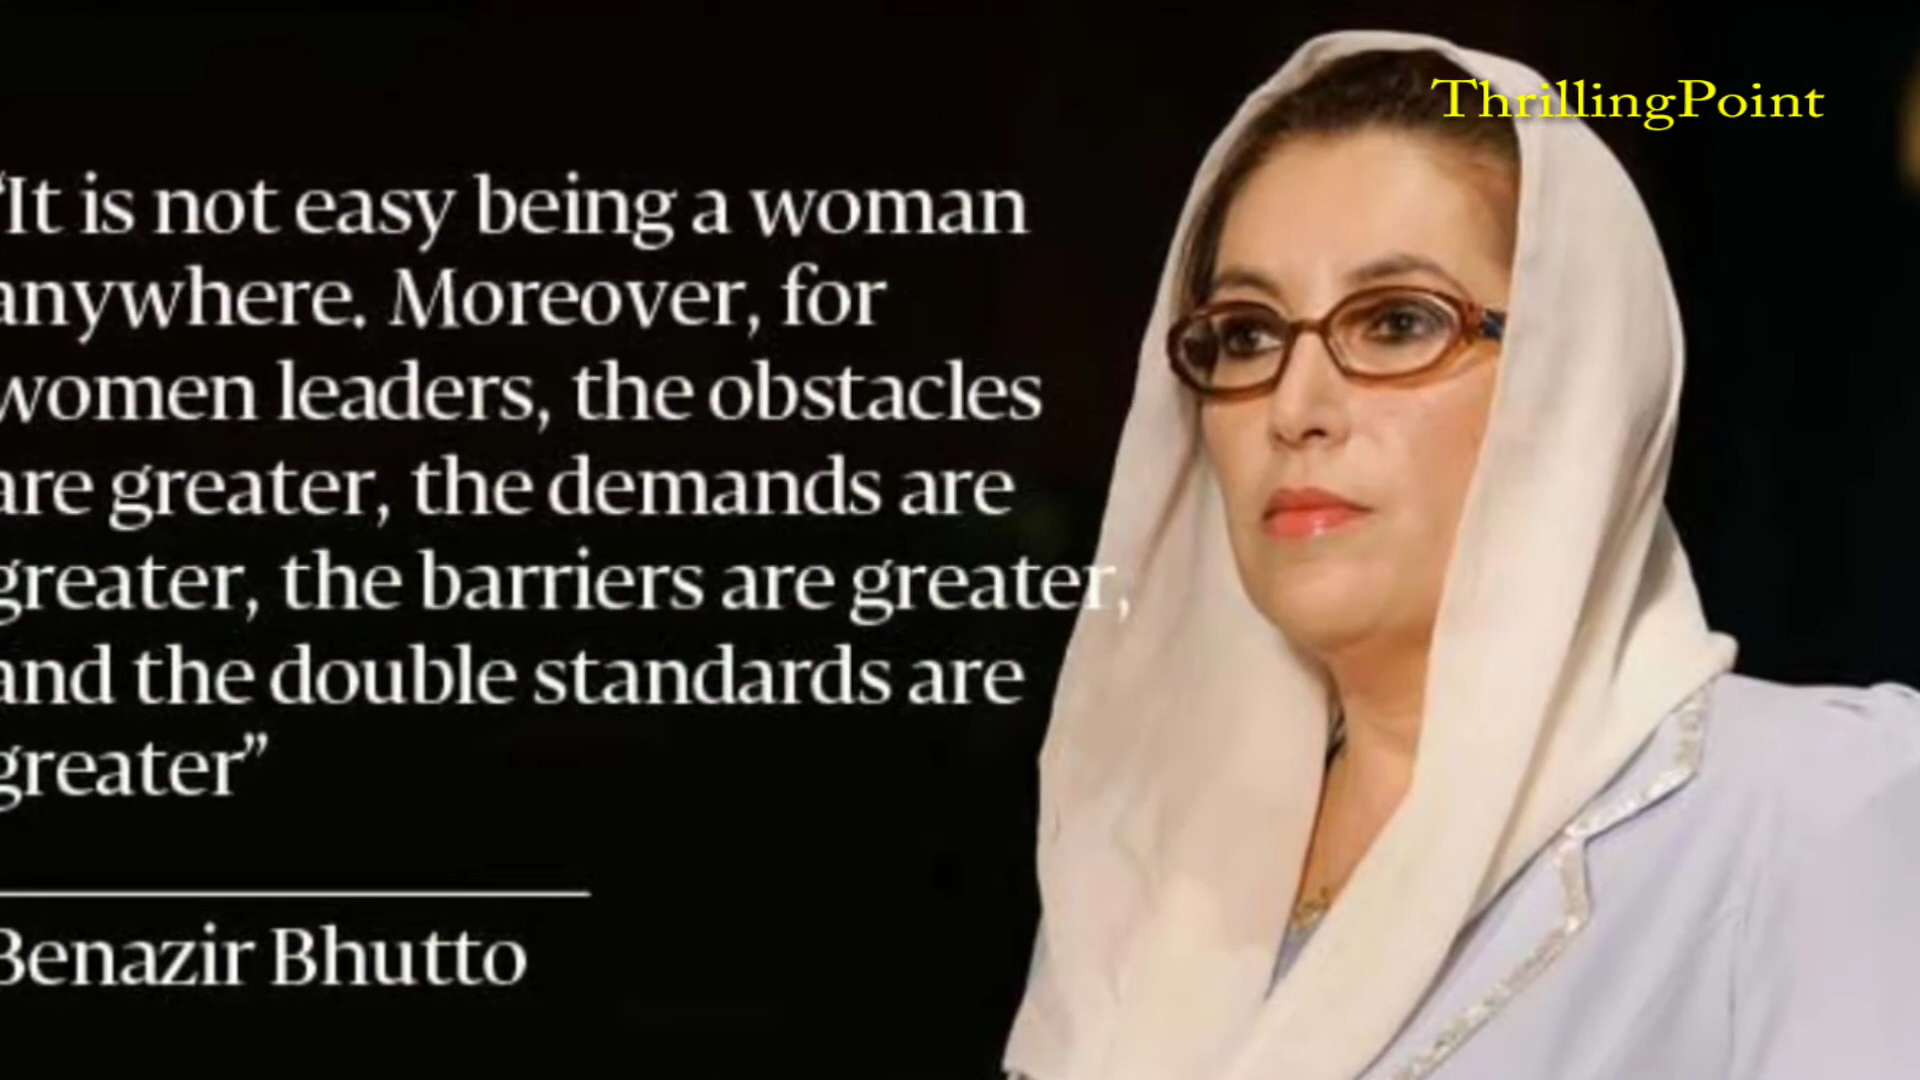 ThrillingPoint
“It is not easy being a woman
anywhere. Moreover, for
women leaders, the obstacles
are greater, the demands are
greater, the barriers are greater,
and the double standards are
greater”
Benazir Bhutto